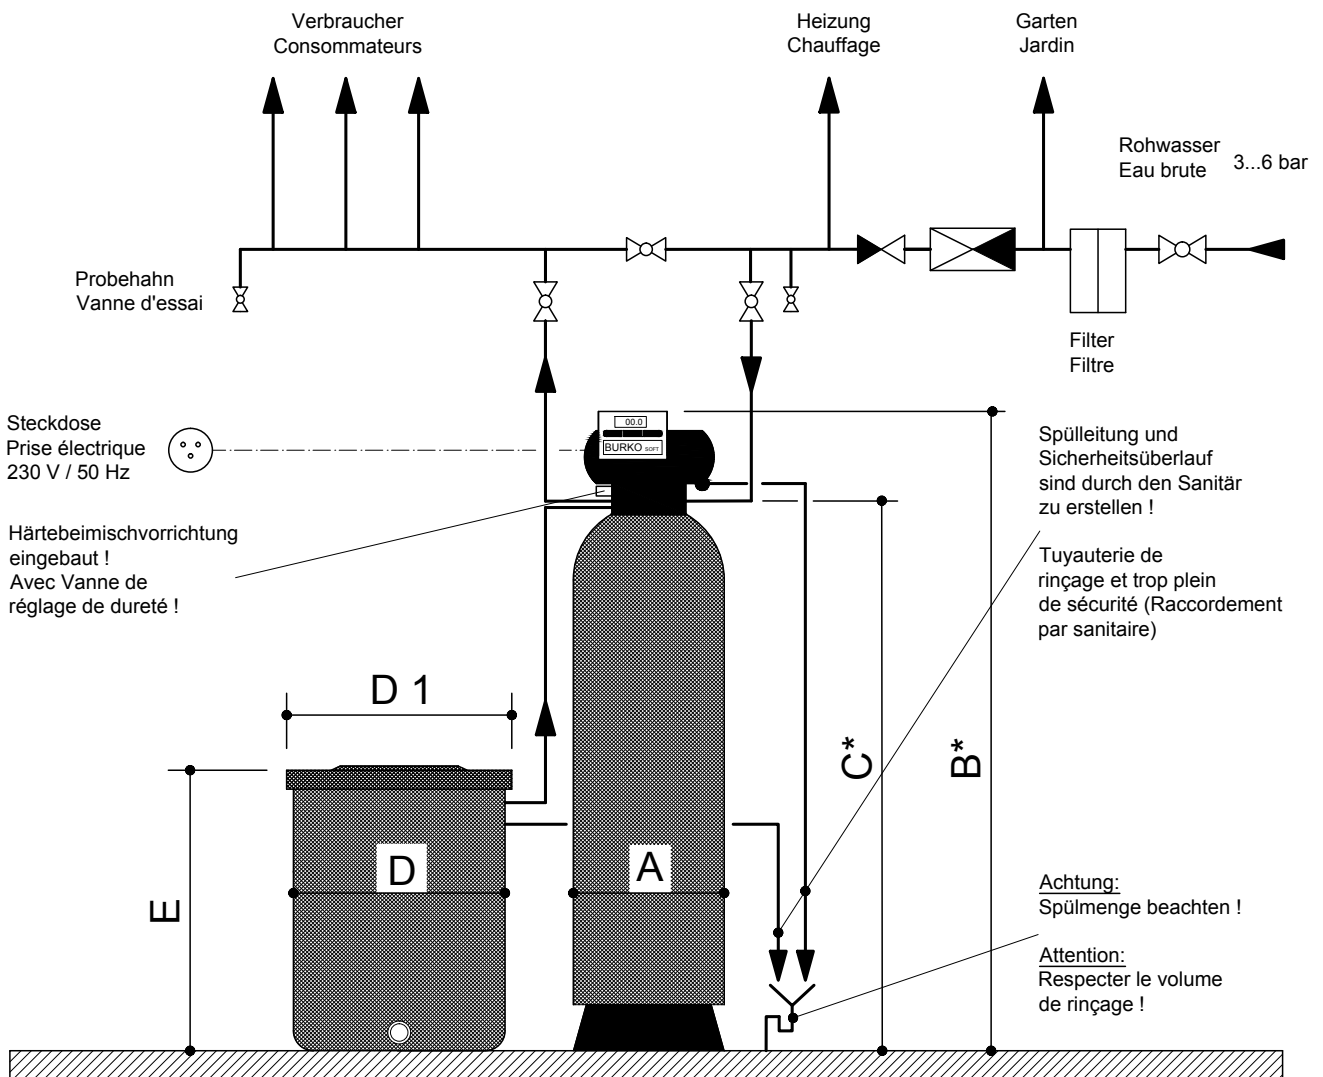 Verbraucher
Consommateurs
Heizung
Chauffage
Garten
Jardin
Rohwasser
Eau brute 3...6 bar
Probehahn
Vanne d'essai
Filter
Filtre
Steckdose
Prise électrique
230 V / 50 Hz
00.0
BURKO SOFT
Spülleitung und
Sicherheitsüberlauf
sind durch den Sanitär
zu erstellen !
Tuyauterie de
rinçage et trop plein
de sécurité (Raccordement
par sanitaire)
Härtebeimischvorrichtung
eingebaut !
Avec Vanne de
réglage de dureté !
D 1
C*
B*
D
A
E
Achtung:
Spülmenge beachten !
Attention:
Respecter le volume
de rinçage !